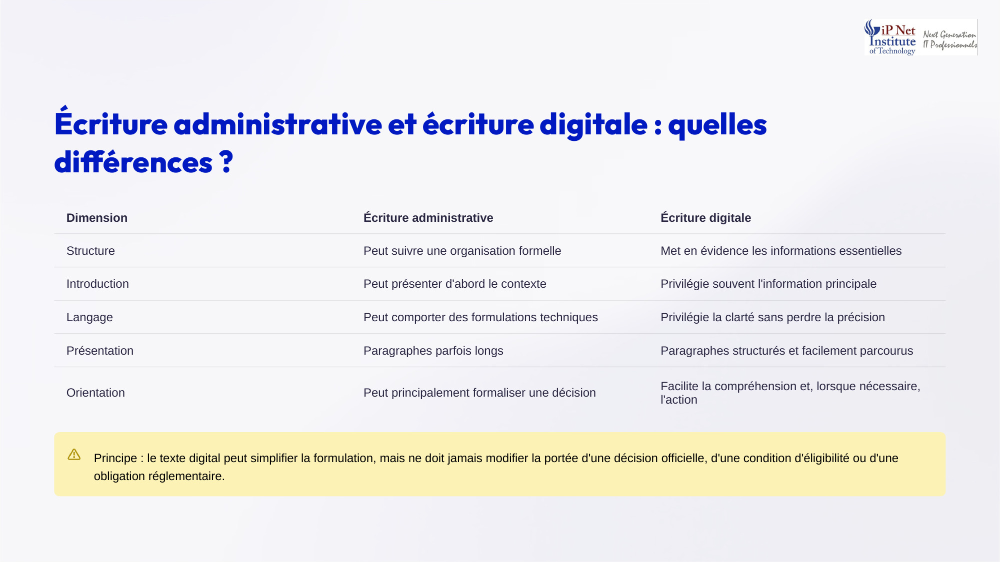 iP Net
Institute
of Technology
Next Generation
IT Professionnels
Écriture administrative et écriture digitale : quelles
différences ?
Dimension
Écriture administrative
Écriture digitale
Structure
Peut suivre une organisation formelle
Met en évidence les informations essentielles
Introduction
Peut présenter d'abord le contexte
Privilégie souvent l'information principale
Langage
Peut comporter des formulations techniques
Privilégie la clarté sans perdre la précision
Présentation
Paragraphes parfois longs
Paragraphes structurés et facilement parcourus
Orientation
Peut principalement formaliser une décision
Facilite la compréhension et, lorsque nécessaire,
l'action
Principe : le texte digital peut simplifier la formulation, mais ne doit jamais modifier la portée d'une décision officielle, d'une condition d'éligibilité ou d'une
obligation réglementaire.